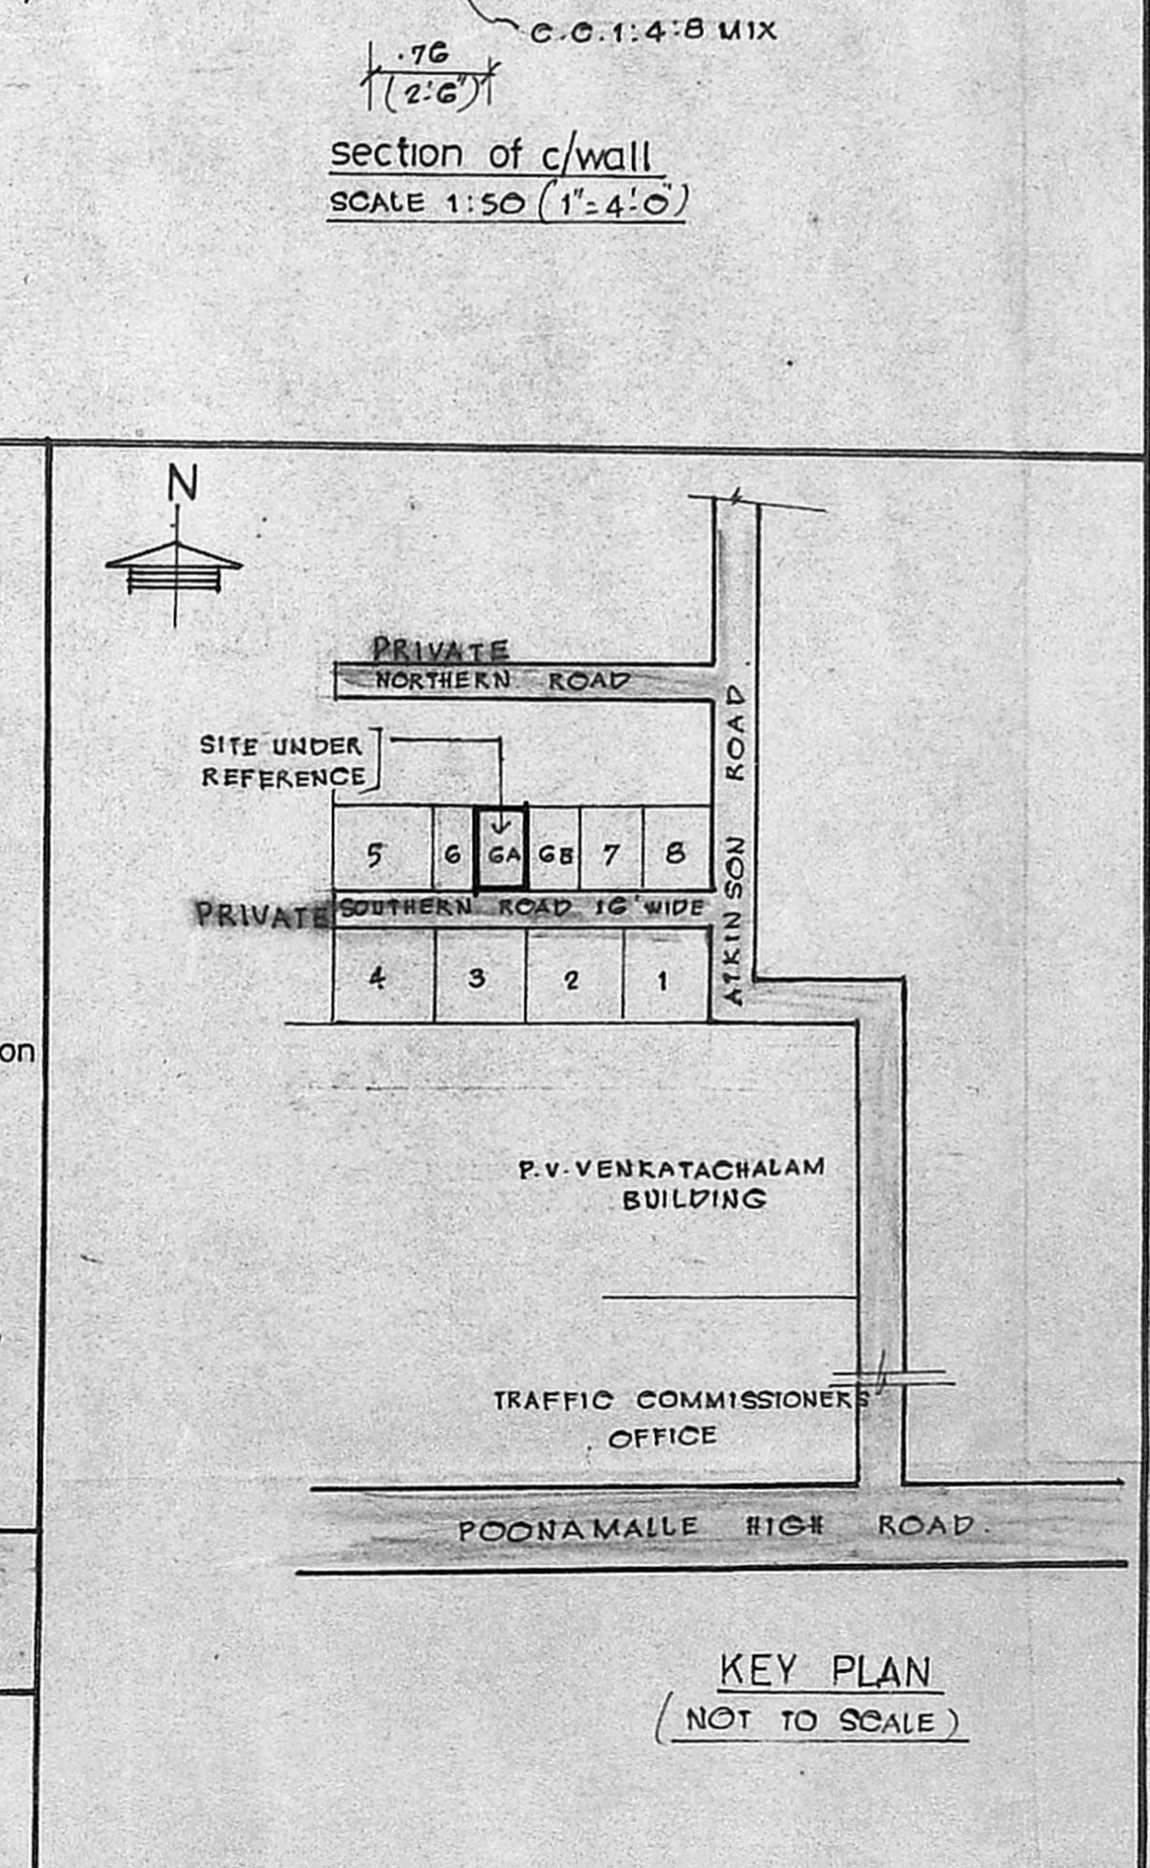 C.C.1:4:8 MIX
.76
(2'-6")
section of c/wall
SCALE 1:50 (1"=4'-0")
N
PRIVATE
NORTHERN ROAD
SITE UNDER
REFERENCE
ATKINSON ROAD
5 6 6A 6B 7 8
PRIVATE SOUTHERN ROAD 16' WIDE
4 3 2 1
on
P.V.VENKATACHALAM
BUILDING
TRAFFIC COMMISSIONERS
OFFICE
POONAMALLE HIGH ROAD.
KEY PLAN
(NOT TO SCALE)